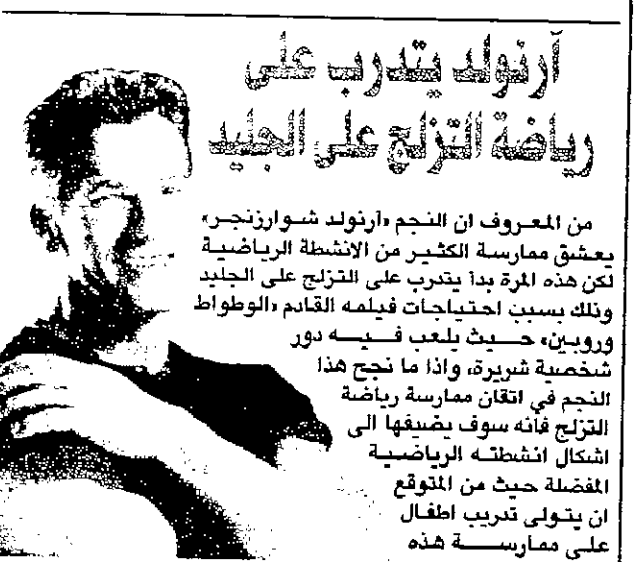 آرنولد يتدرب على
رياضة التزلج على الجليد
من المعروف ان النجم «آرنولد شوارزنجر»
يعشق ممارسة الكثير من الانشطة الرياضية
لكن هذه المرة بدأ يتدرب على التزلج على الجليد
وذلك بسبب احتياجات فيلمه القادم «الوطواط
وروبين» حيث يلعب فيه دور
شخصية شريرة، واذا ما نجح هذا
النجم في اتقان ممارسة رياضة
التزلج فانه سوف يضيفها الى
اشكال انشطته الرياضية
المفضلة حيث من المتوقع
ان يتولى تدريب اطفال
على ممارسة هذه